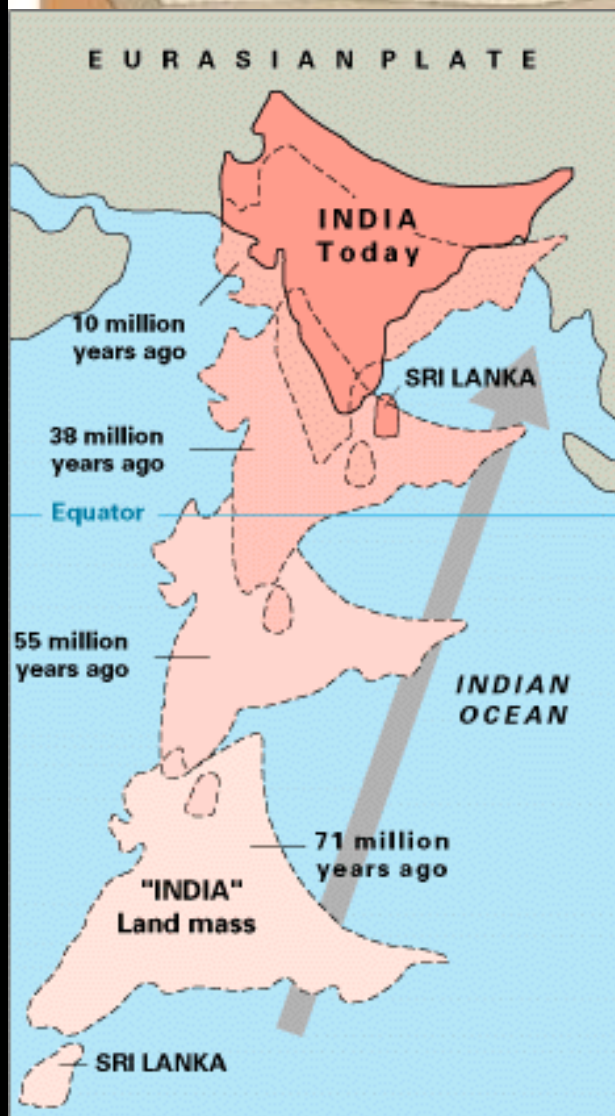 EURASIAN PLATE
INDIA
Today
10 million
years ago
SRI LANKA
38 million
years ago
Equator
55 million
years ago
INDIAN
OCEAN
71 million
years ago
"INDIA"
Land mass
SRI LANKA